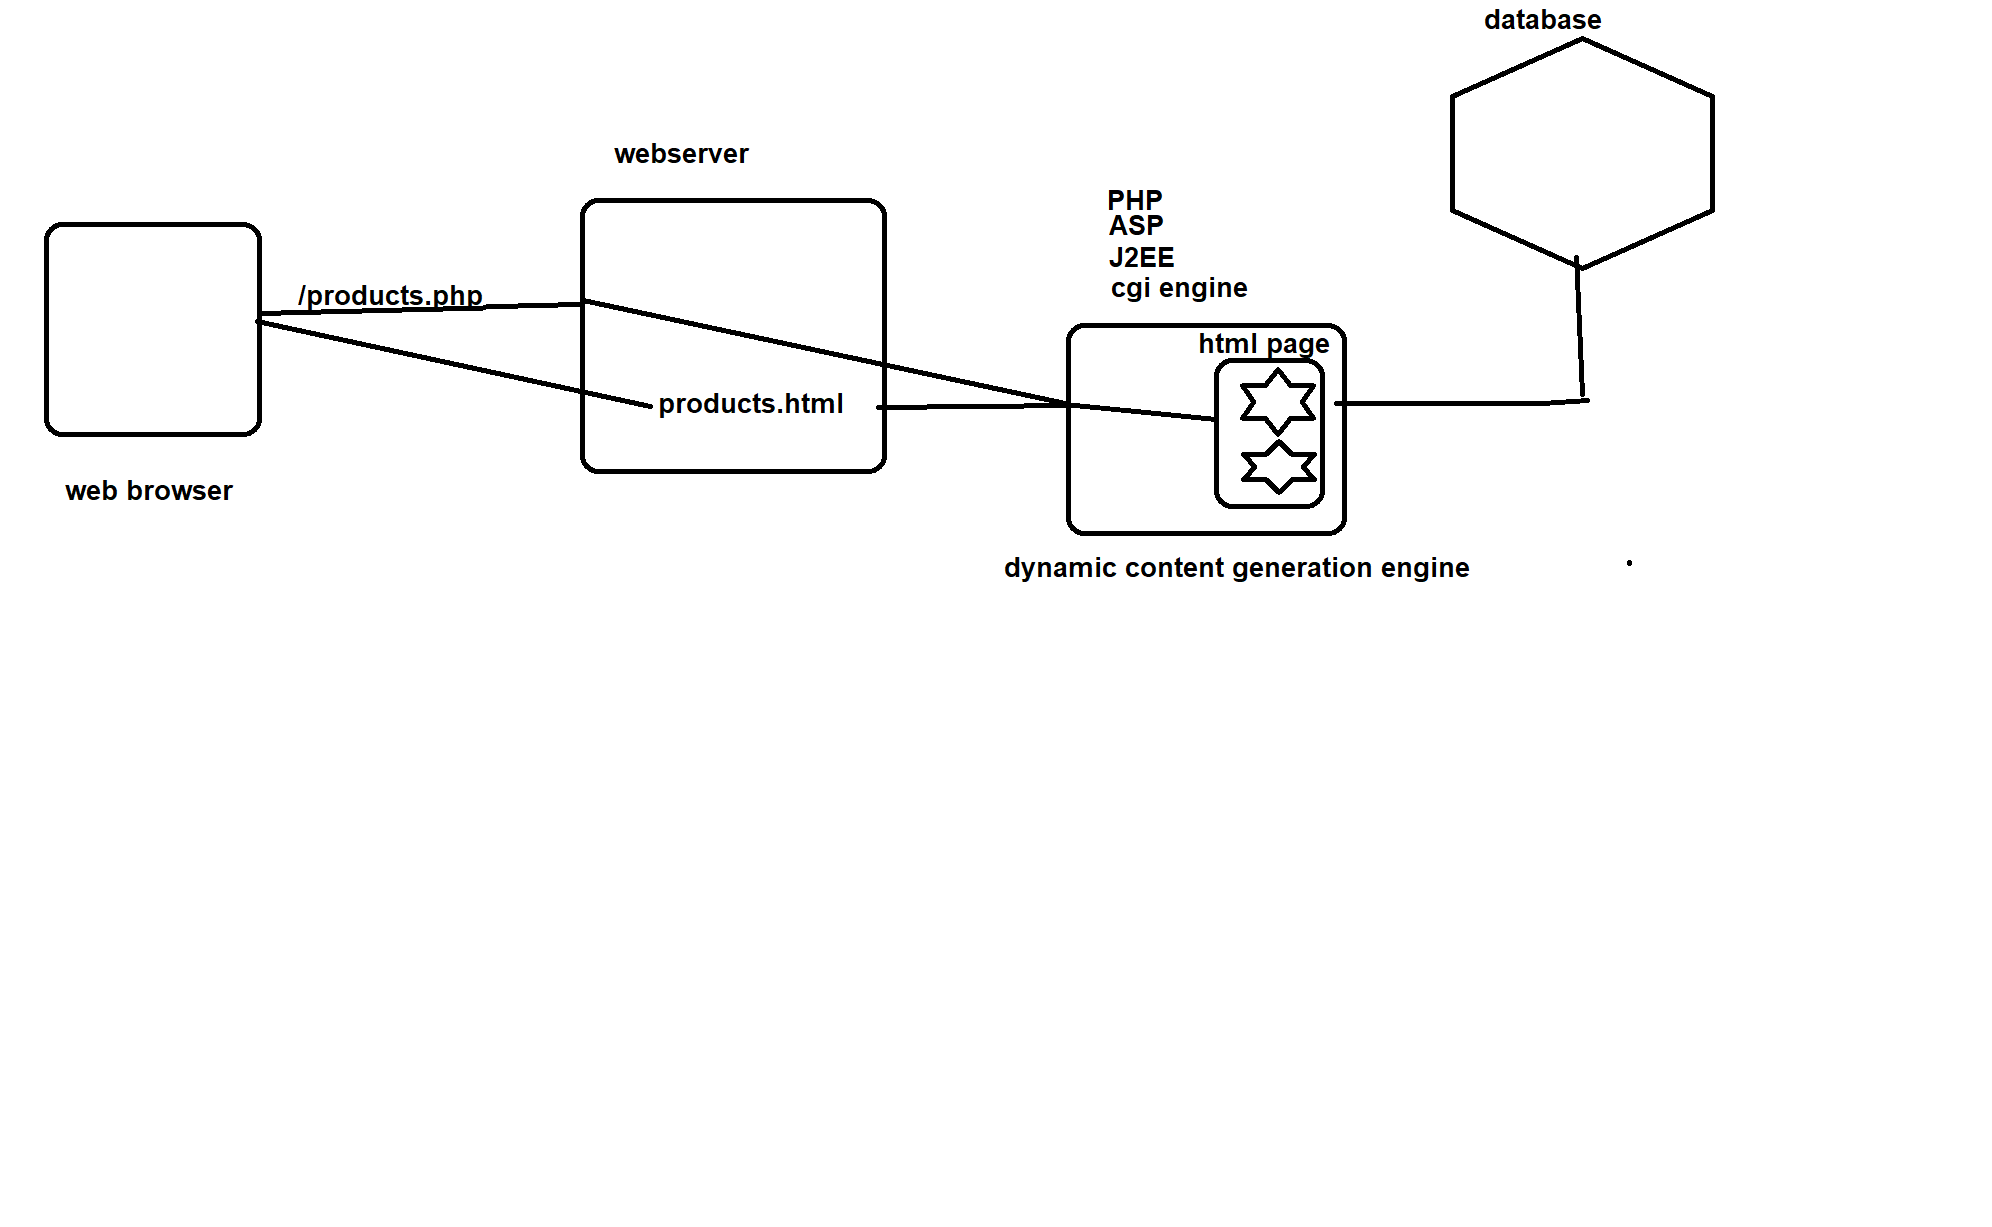 database
webserver
PHP
ASP
J2EE
cgi engine
/products.php
html page
products.html
web browser
dynamic content generation engine